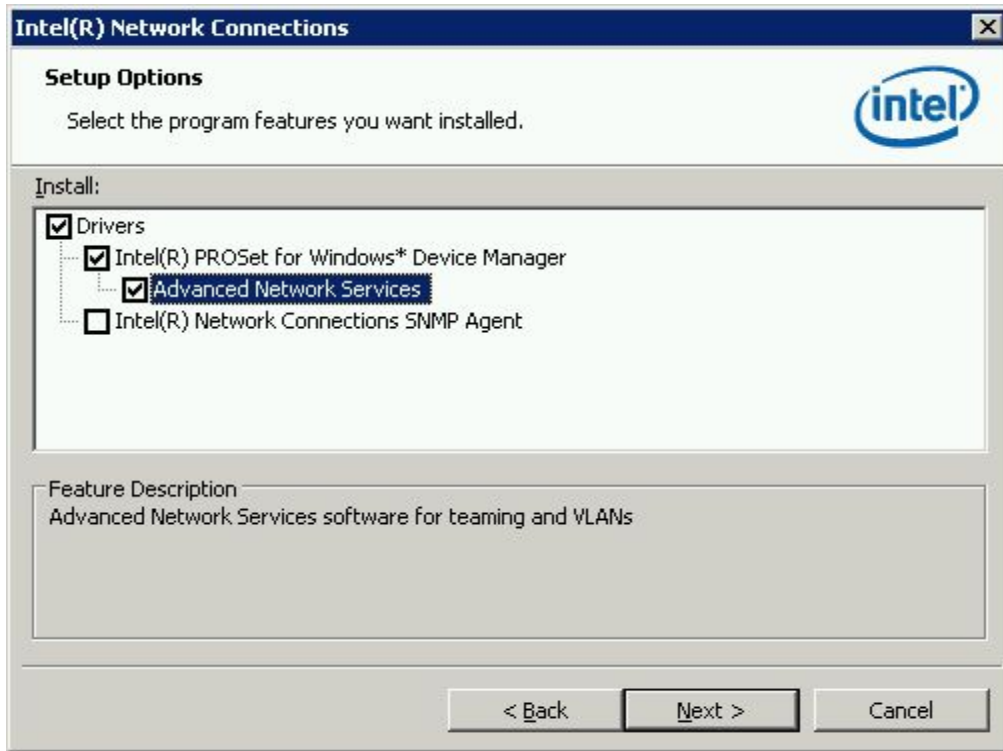 Intel(R) Network Connections
Setup Options
Select the program features you want installed.
intel
Install:
Drivers
Intel(R) PROSet for Windows* Device Manager
Advanced Network Services
Intel(R) Network Connections SNMP Agent
Feature Description
Advanced Network Services software for teaming and VLANs
< Back
Next >
Cancel